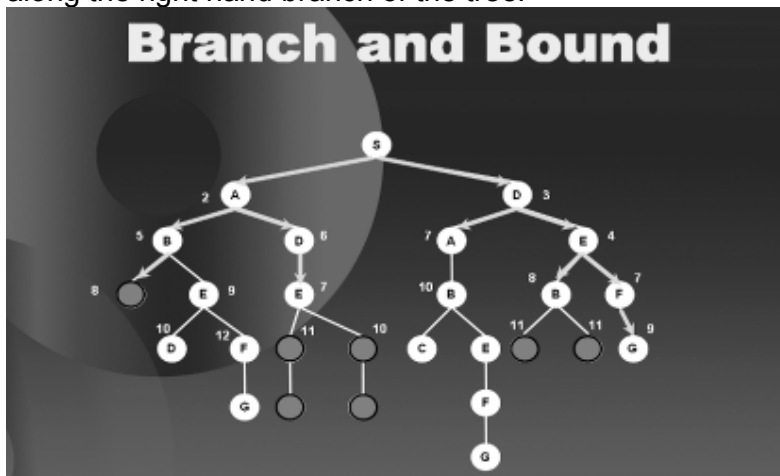 along the right hand branch of the tree.
Branch and Bound
S
2 A D 3
5 B D 6 7 A E 4
8 E 9 E 7 10 B 8 B F 7
10 D 12 F 11 10 C E 11 11 G 9
G F
G